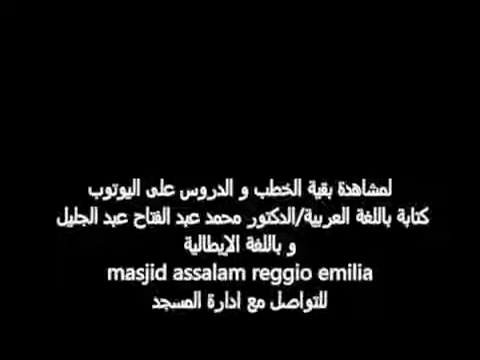 لمشاهدة بقية الخطب و الدروس على اليوتوب
كتابة باللغة العربية/الدكتور محمد عبد الفتاح عبد الجليل
و باللغة الإيطالية
masjid assalam reggio emilia
للتواصل مع ادارة المسجد